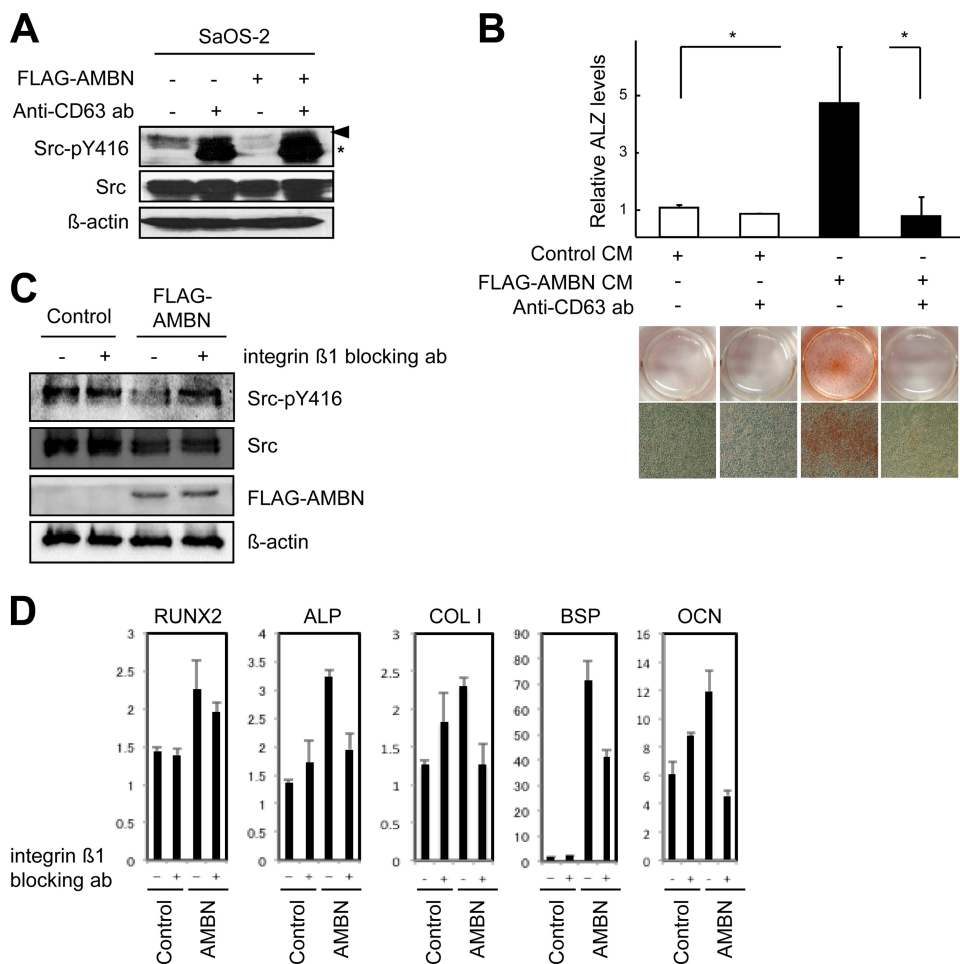 A
SaOS-2
FLAG-AMBN - - + +
Anti-CD63 ab - + - +
Src-pY416
*
Src
ß-actin
B
Relative ALZ levels
* *
5
3
1
Control CM + + - -
FLAG-AMBN CM - - + +
Anti-CD63 ab - + - +
C
Control
FLAG-
AMBN
- + - + integrin ß1 blocking ab
Src-pY416
Src
FLAG-AMBN
ß-actin
D
RUNX2
3
2.5
2
1.5
1
0.5
0
ALP
4
3.5
3
2.5
2
1.5
1
0.5
0
COL I
3
2.5
2
1.5
1
0.5
0
BSP
90
80
70
60
50
40
30
20
10
0
OCN
16
14
12
10
8
6
4
2
0
integrin ß1
blocking ab
- + - + - + - + - + - + - + - + - + - +
Control AMBN Control AMBN Control AMBN Control AMBN Control AMBN